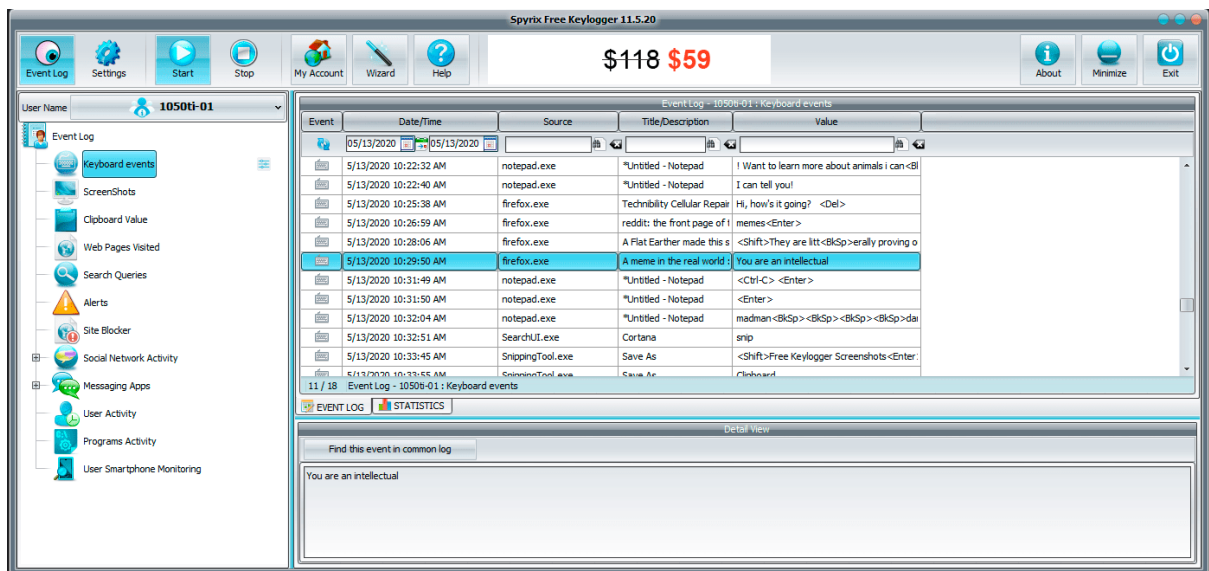 Spyrix Free Keylogger 11.5.20
Event Log Settings Start Stop My Account Wizard Help $118 $59 About Minimize Exit
User Name 1050ti-01
Event Log
Keyboard events
ScreenShots
Clipboard Value
Web Pages Visited
Search Queries
Alerts
Site Blocker
Social Network Activity
Messaging Apps
User Activity
Programs Activity
User Smartphone Monitoring
Event Log - 1050ti-01 : Keyboard events
Event Date/Time Source Title/Description Value
05/13/2020 05/13/2020
5/13/2020 10:22:32 AM notepad.exe *Untitled - Notepad ! Want to learn more about animals i can<Bl
5/13/2020 10:22:40 AM notepad.exe *Untitled - Notepad I can tell you!
5/13/2020 10:25:38 AM firefox.exe Technibility Cellular Repair Hi, how's it going? <Del>
5/13/2020 10:26:59 AM firefox.exe reddit: the front page of t memes<Enter>
5/13/2020 10:28:06 AM firefox.exe A Flat Earther made this s <Shift>They are litt<BkSp>erally proving o
5/13/2020 10:29:50 AM firefox.exe A meme in the real world : You are an intellectual
5/13/2020 10:31:49 AM notepad.exe *Untitled - Notepad <Ctrl-C> <Enter>
5/13/2020 10:31:50 AM notepad.exe *Untitled - Notepad <Enter>
5/13/2020 10:32:04 AM notepad.exe *Untitled - Notepad madman<BkSp><BkSp><BkSp><BkSp>dar
5/13/2020 10:32:51 AM SearchUI.exe Cortana snip
5/13/2020 10:33:45 AM SnippingTool.exe Save As <Shift>Free Keylogger Screenshots<Enter:
5/13/2020 10:33:55 AM SnippingTool.exe Save As Clipboard
11 / 18 Event Log - 1050ti-01 : Keyboard events
EVENT LOG STATISTICS
Detail View
Find this event in common log
You are an intellectual